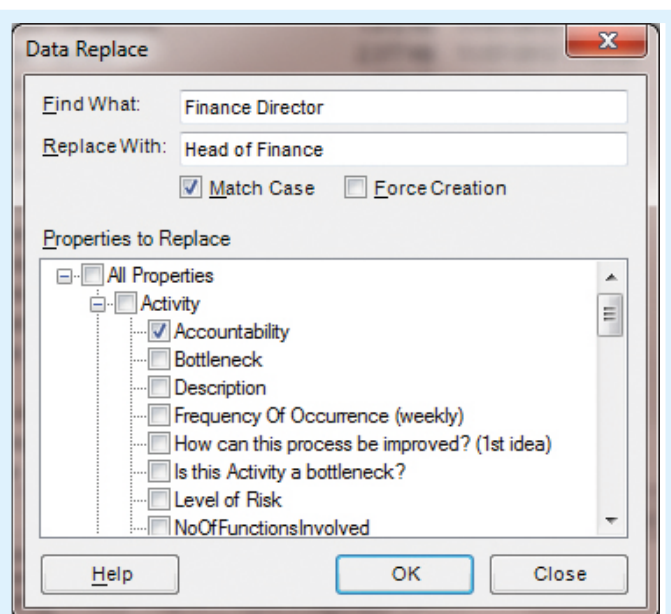 Data Replace
Find What: Finance Director
Replace With: Head of Finance
Match Case Force Creation
Properties to Replace
All Properties
Activity
Accountability
Bottleneck
Description
Frequency Of Occurrence (weekly)
How can this process be improved? (1st idea)
Is this Activity a bottleneck?
Level of Risk
NoOfFunctionsInvolved
Help OK Close